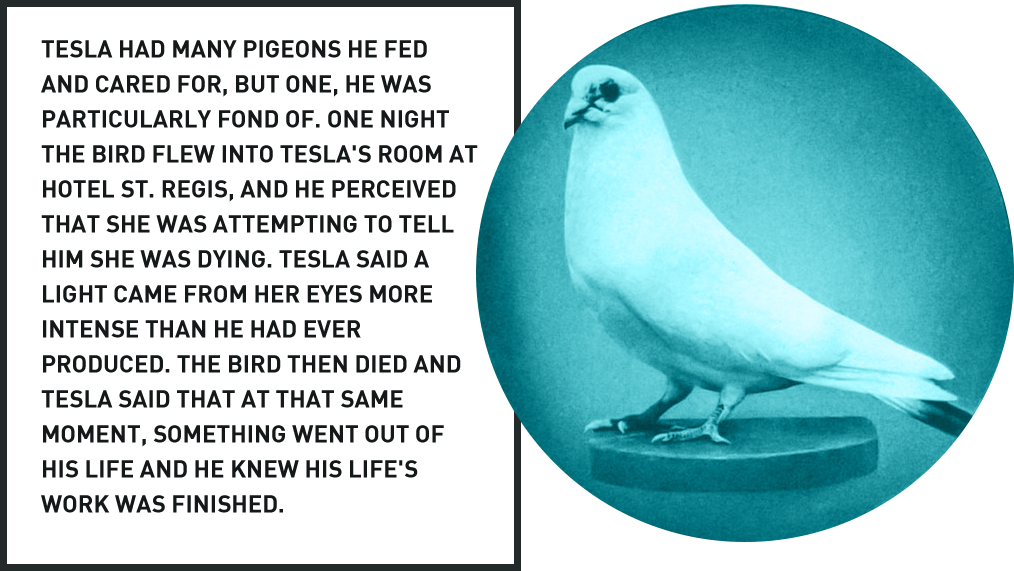 TESLA HAD MANY PIGEONS HE FED
AND CARED FOR, BUT ONE, HE WAS
PARTICULARLY FOND OF. ONE NIGHT
THE BIRD FLEW INTO TESLA'S ROOM AT
HOTEL ST. REGIS, AND HE PERCEIVED
THAT SHE WAS ATTEMPTING TO TELL
HIM SHE WAS DYING. TESLA SAID A
LIGHT CAME FROM HER EYES MORE
INTENSE THAN HE HAD EVER
PRODUCED. THE BIRD THEN DIED AND
TESLA SAID THAT AT THAT SAME
MOMENT, SOMETHING WENT OUT OF
HIS LIFE AND HE KNEW HIS LIFE'S
WORK WAS FINISHED.